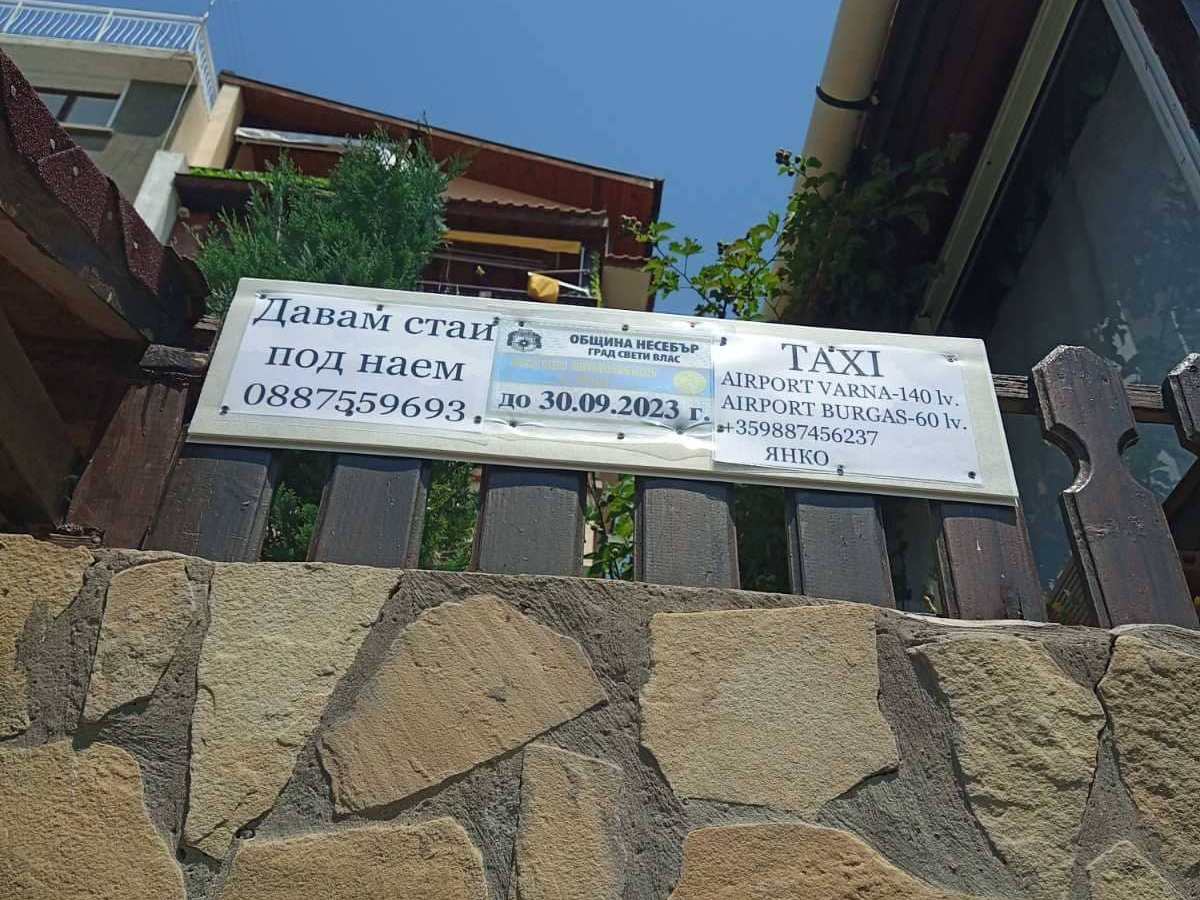 Давам стаи
под наем
0887559693
ОБЩИНА НЕСЕБЪР
ГРАД СВЕТИ ВЛАС
до 30.09.2023 г.
TAXI
AIRPORT VARNA-140 lv.
AIRPORT BURGAS-60 lv.
+359887456237
ЯНКО